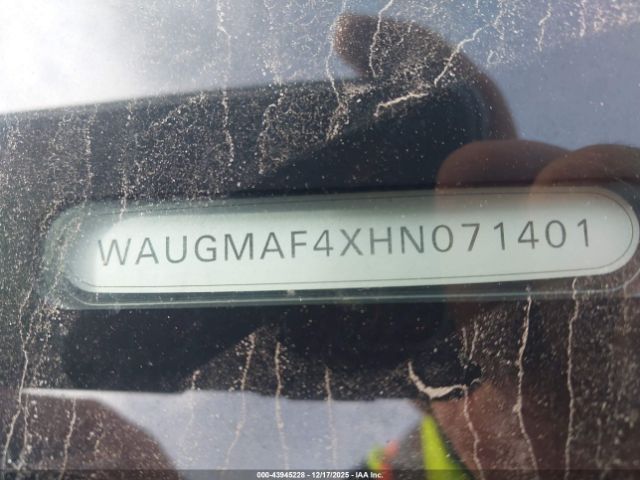 WAUGMAF4XHN071401
000-43945228 | 12/17/2025 | IAA Inc.